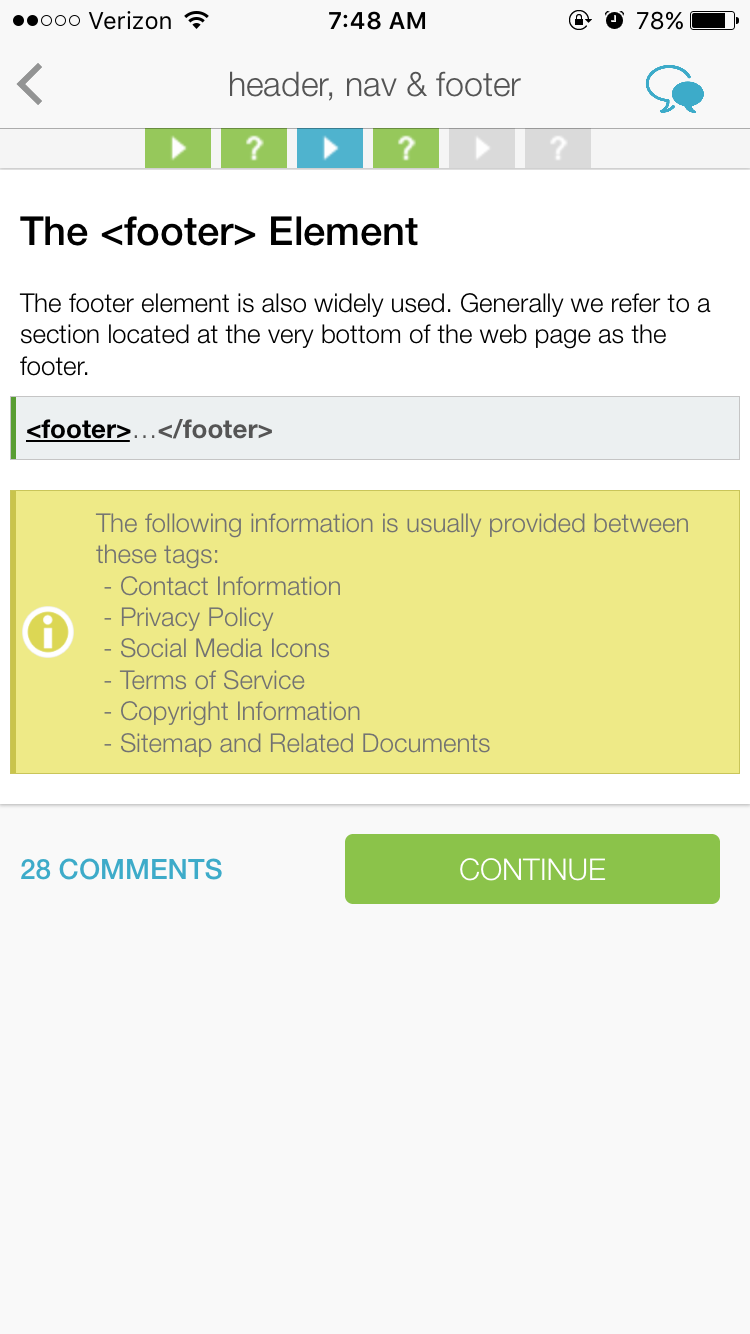 Verizon 7:48 AM 78%
header, nav & footer
? ? ?
The <footer> Element
The footer element is also widely used. Generally we refer to a
section located at the very bottom of the web page as the
footer.
<footer>...</footer>
The following information is usually provided between
these tags:
- Contact Information
- Privacy Policy
- Social Media Icons
- Terms of Service
- Copyright Information
- Sitemap and Related Documents
28 COMMENTS CONTINUE